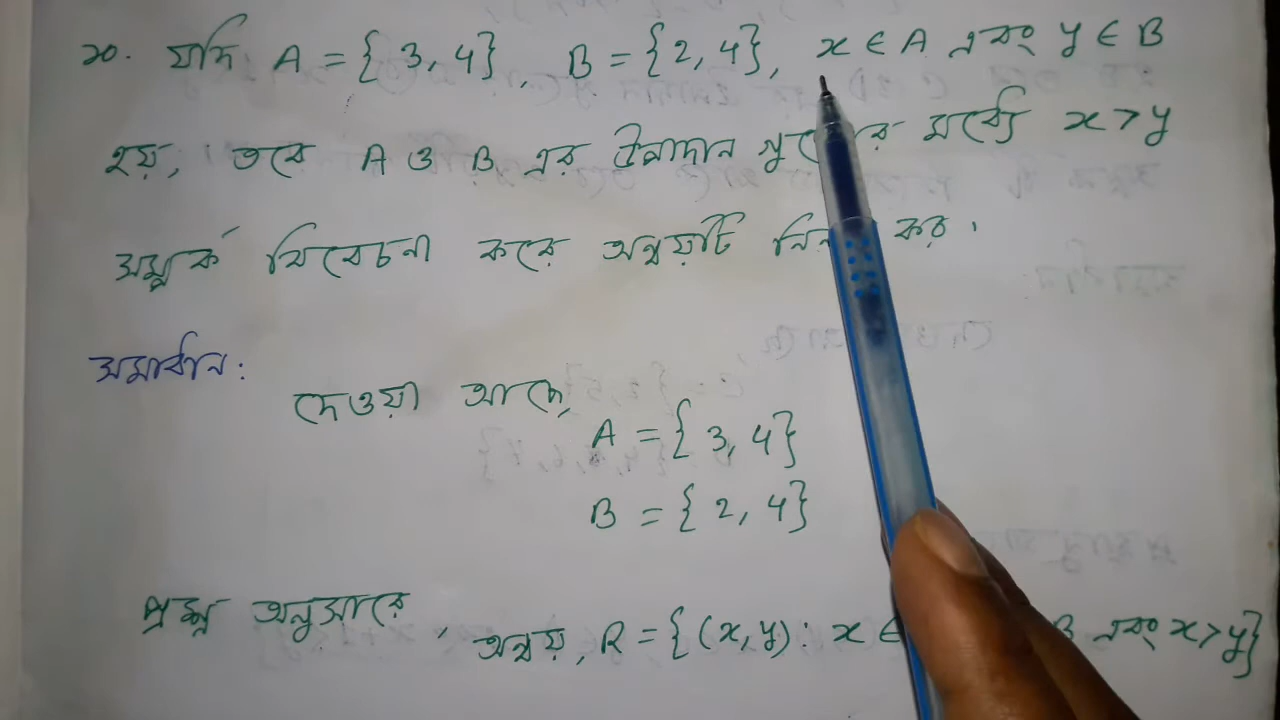 ১০. যদি A = {3, 4}, B = {2, 4}, x ∈ A এবং y ∈ B
হয়, তবে A ও B এর উপাদান মধ্যে x > y
সম্পর্ক বিবেচনা করে অন্বয়টি কর।
সমাধান:
দেওয়া আছে,
A = {3, 4}
B = {2, 4}
প্রশ্ন অনুসারে, অন্বয়, R = {(x, y): x ∈ B এবং x > y}